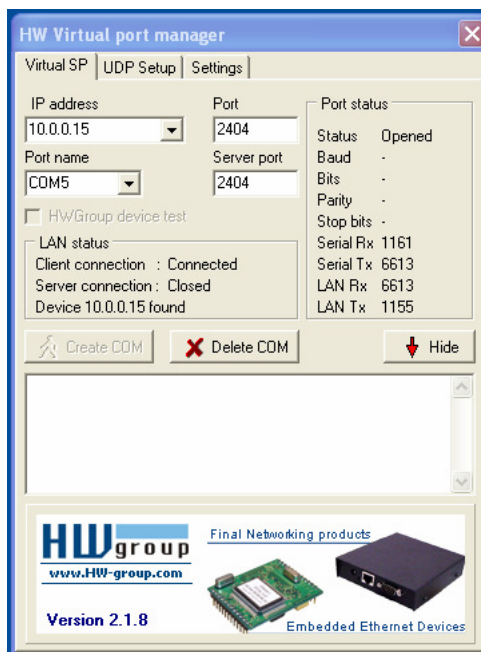 HW Virtual port manager
Virtual SP
UDP Setup
Settings
IP address
Port
10.0.0.15
2404
Port name
Server port
COM5
2404
HWGroup device test
LAN status
Client connection : Connected
Server connection : Closed
Device 10.0.0.15 found
Port status
Status Opened
Baud -
Bits -
Parity -
Stop bits -
Serial Rx 1161
Serial Tx 6613
LAN Rx 6613
LAN Tx 1155
Create COM
Delete COM
Hide
HW group
www.HW-group.com
Version 2.1.8
Final Networking products
Embedded Ethernet Devices